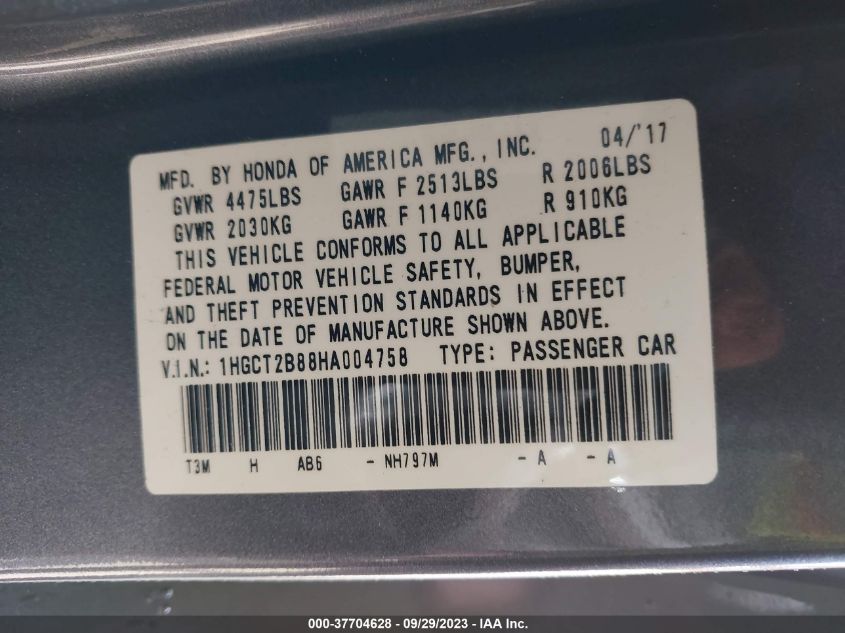 MFD. BY HONDA OF AMERICA MFG., INC. 04/'17
GVWR 4475LBS GAWR F 2513LBS R 2006LBS
GVWR 2030KG GAWR F 1140KG R 910KG
THIS VEHICLE CONFORMS TO ALL APPLICABLE
FEDERAL MOTOR VEHICLE SAFETY, BUMPER,
AND THEFT PREVENTION STANDARDS IN EFFECT
ON THE DATE OF MANUFACTURE SHOWN ABOVE.
V.I.N.: 1HGCT2B88HA004758 TYPE: PASSENGER CAR
T3M H AB6 - NH797M - A - A
000-37704628 - 09/29/2023 - Copyright IAA, Inc.